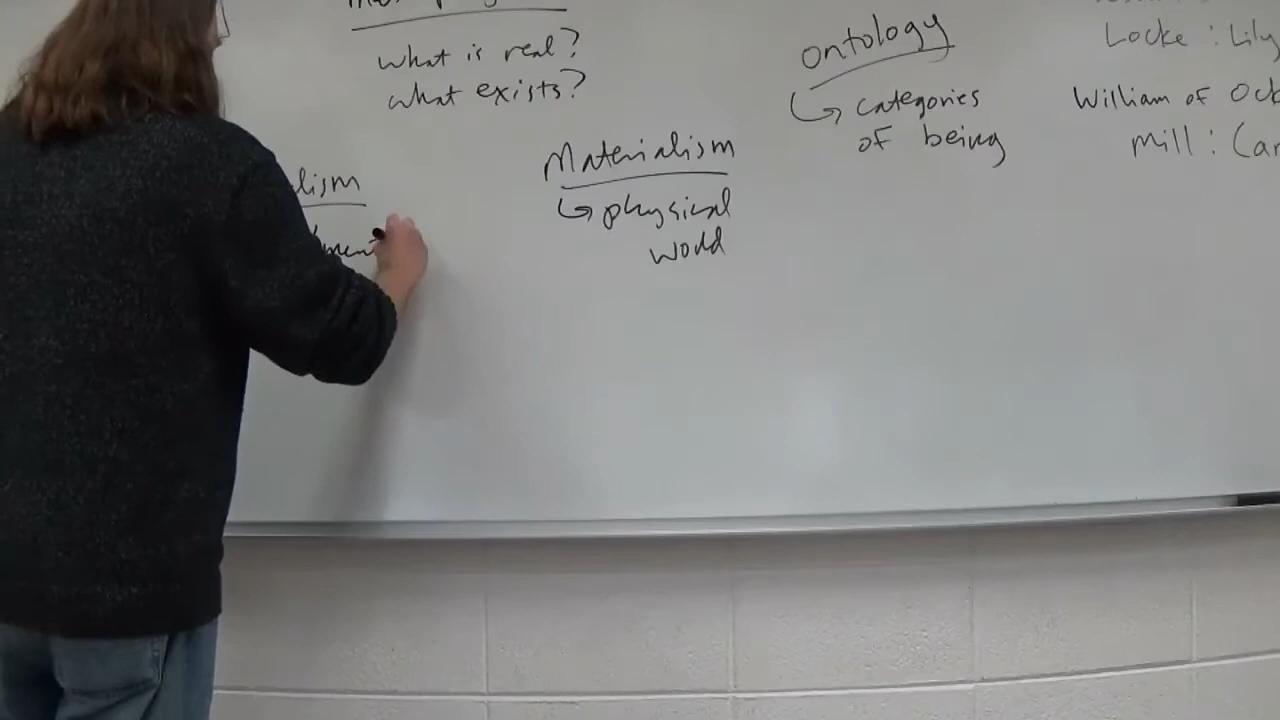 what is real?
what exists?
ontology
categories
of being
Locke : Lily
William of Ock
Mill : Car
Materialism
physical
world
lism
ment